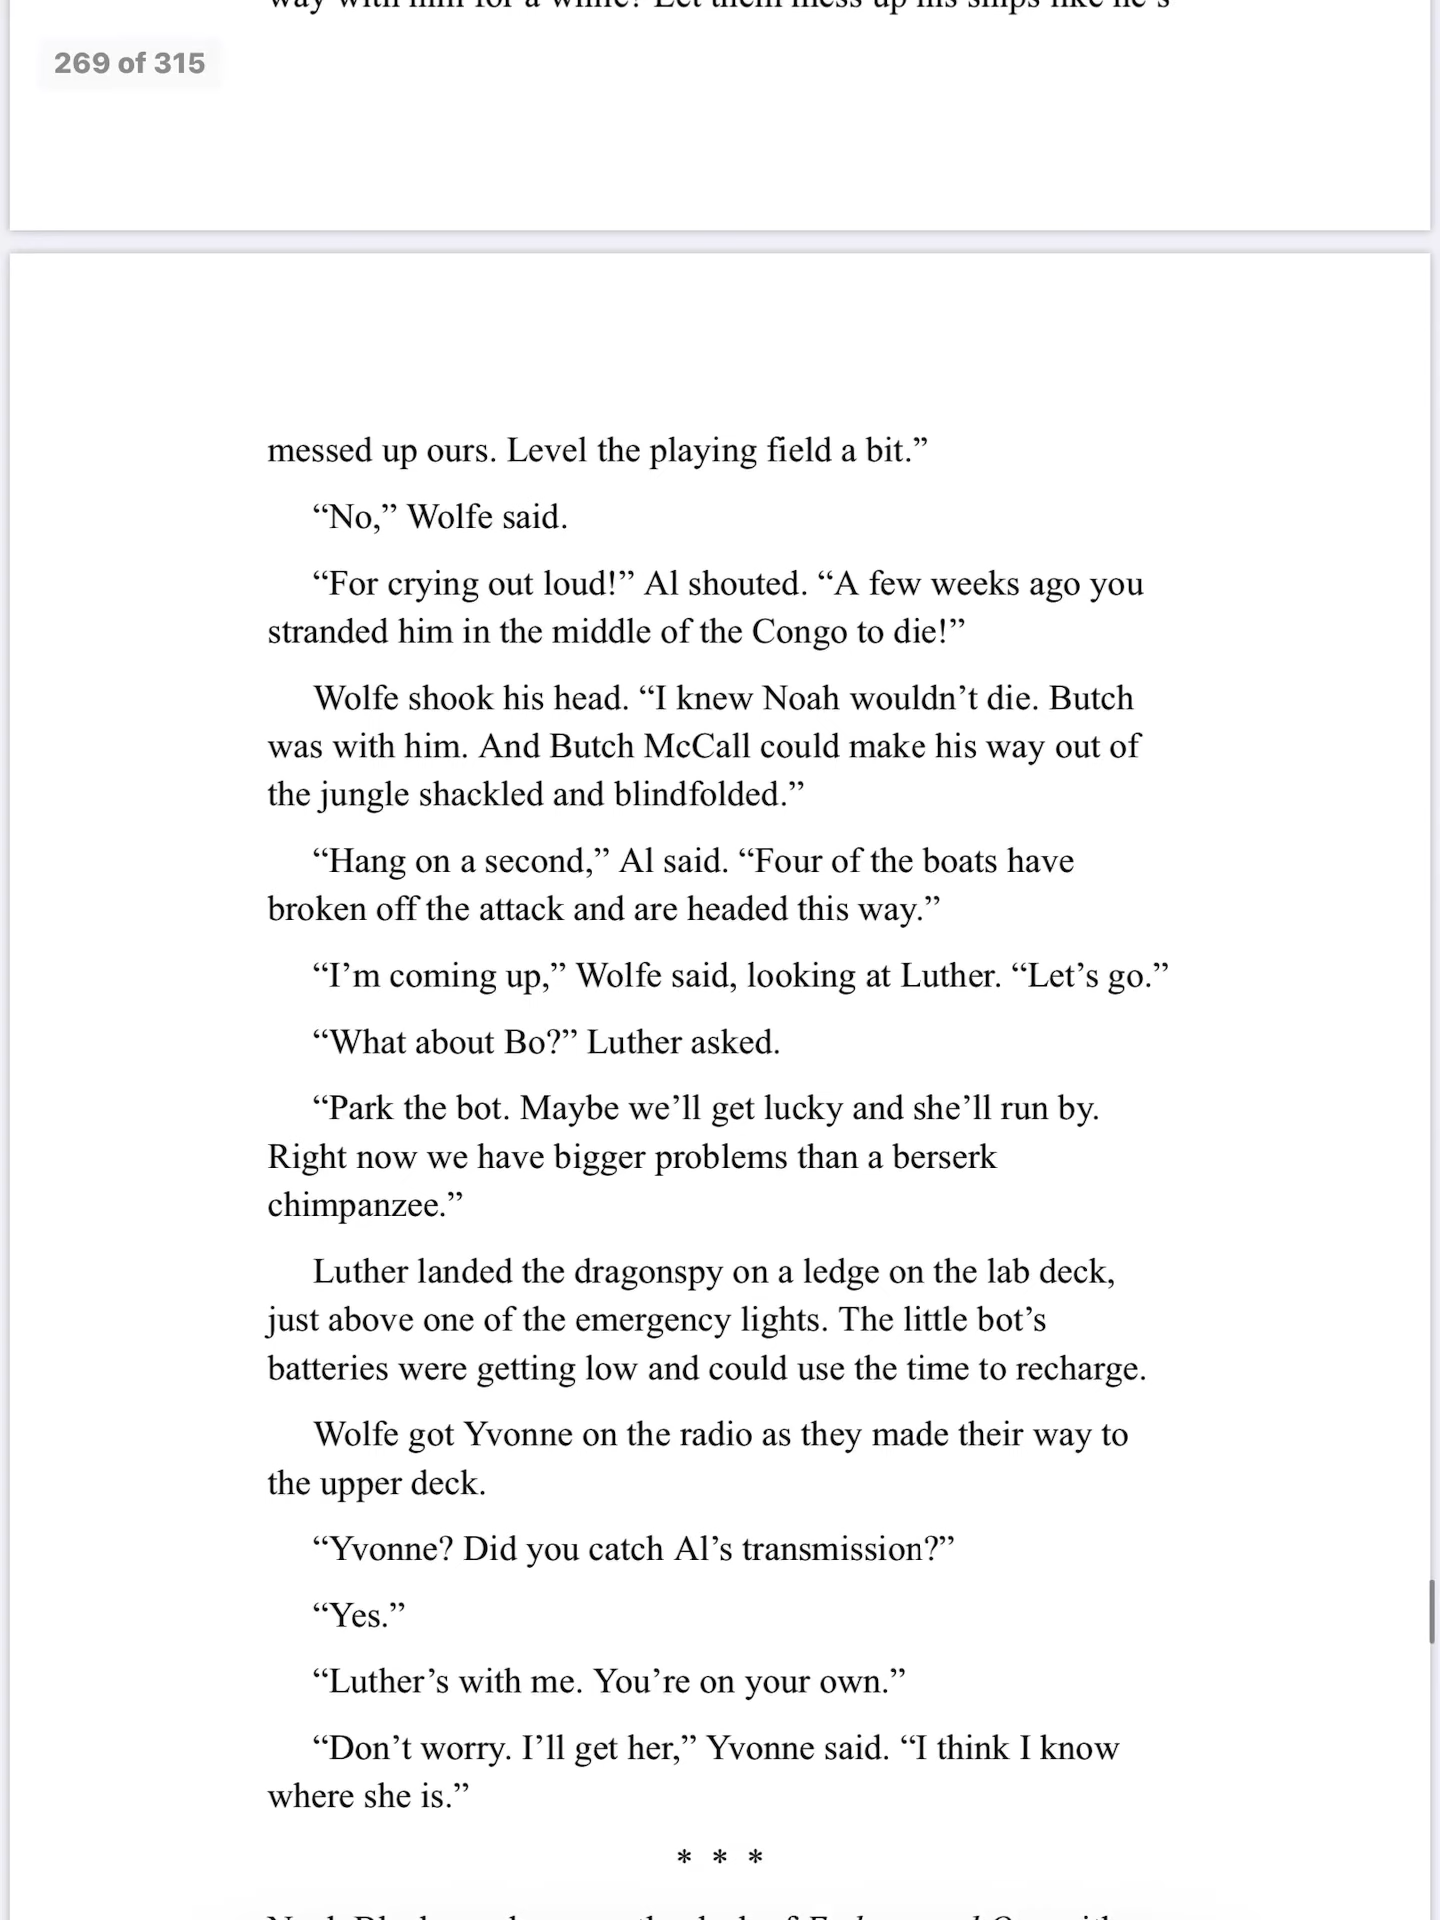 269 of 315
messed up ours. Level the playing field a bit.”
“No,” Wolfe said.
“For crying out loud!” Al shouted. “A few weeks ago you
stranded him in the middle of the Congo to die!”
Wolfe shook his head. “I knew Noah wouldn’t die. Butch
was with him. And Butch McCall could make his way out of
the jungle shackled and blindfolded.”
“Hang on a second,” Al said. “Four of the boats have
broken off the attack and are headed this way.”
“I’m coming up,” Wolfe said, looking at Luther. “Let’s go.”
“What about Bo?” Luther asked.
“Park the bot. Maybe we’ll get lucky and she’ll run by.
Right now we have bigger problems than a berserk
chimpanzee.”
Luther landed the dragonspy on a ledge on the lab deck,
just above one of the emergency lights. The little bot’s
batteries were getting low and could use the time to recharge.
Wolfe got Yvonne on the radio as they made their way to
the upper deck.
“Yvonne? Did you catch Al’s transmission?”
“Yes.”
“Luther’s with me. You’re on your own.”
“Don’t worry. I’ll get her,” Yvonne said. “I think I know
where she is.”
* * *